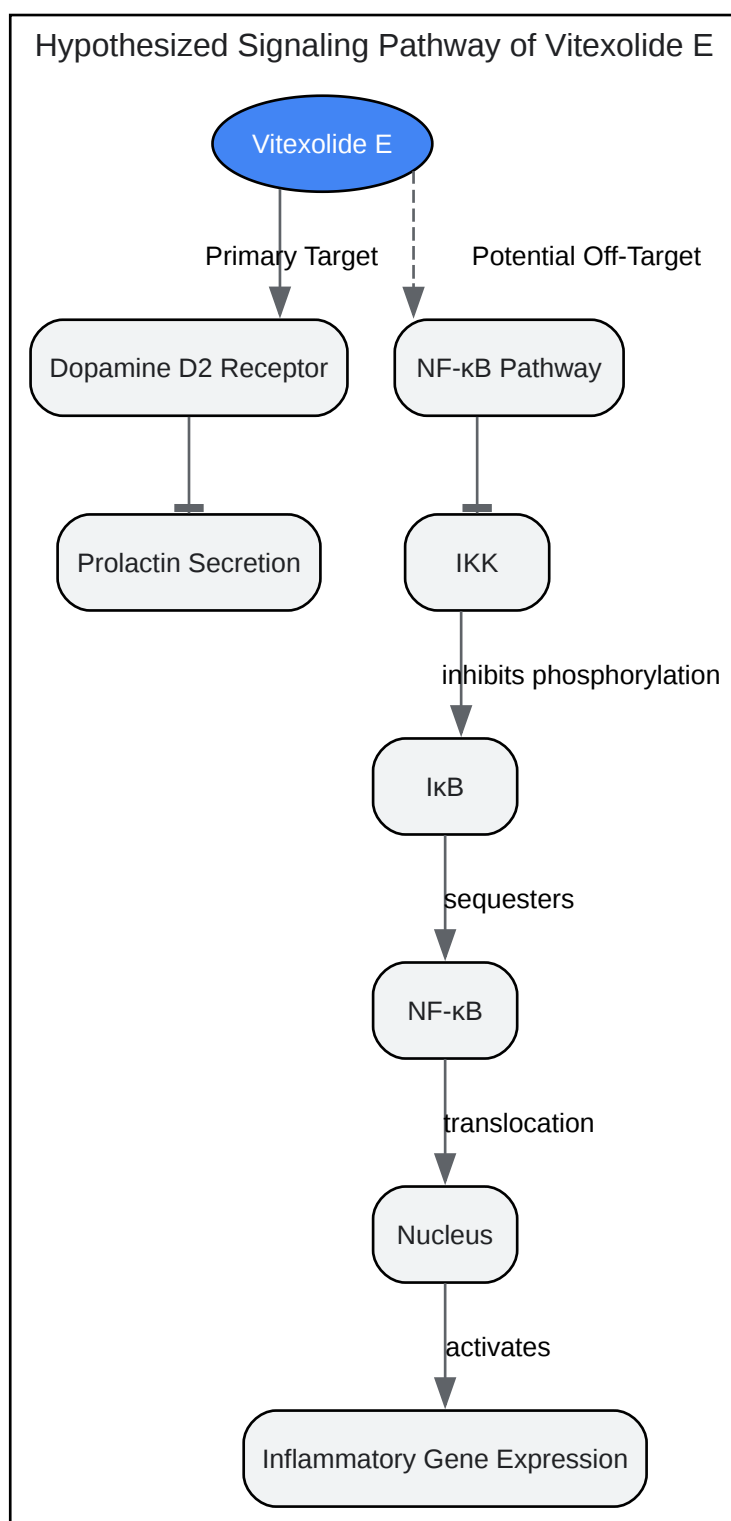 Hypothesized Signaling Pathway of Vitexolide E
Vitexolide E
Primary Target
Potential Off-Target
Dopamine D2 Receptor
NF-κB Pathway
Prolactin Secretion
IKK
inhibits phosphorylation
IκB
sequesters
NF-κB
translocation
Nucleus
activates
Inflammatory Gene Expression